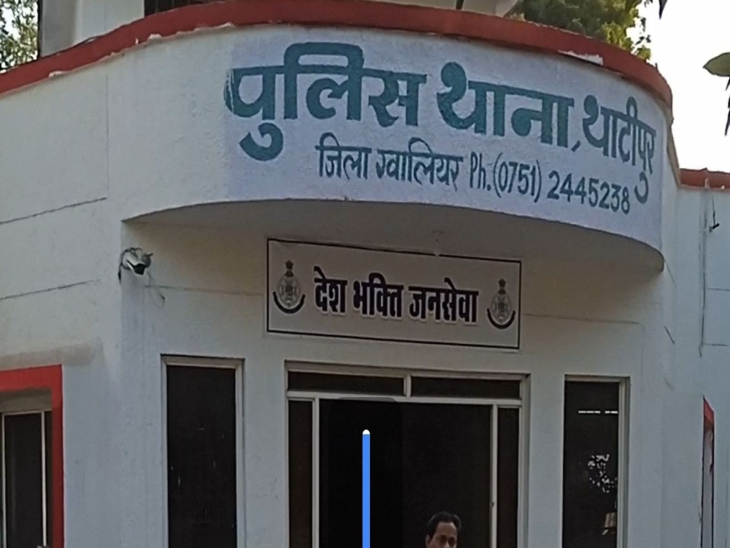 पुलिस थाना, थाटीपुर
जिला ग्वालियर Ph.(0751) 2445238
देश भक्ति जनसेवा